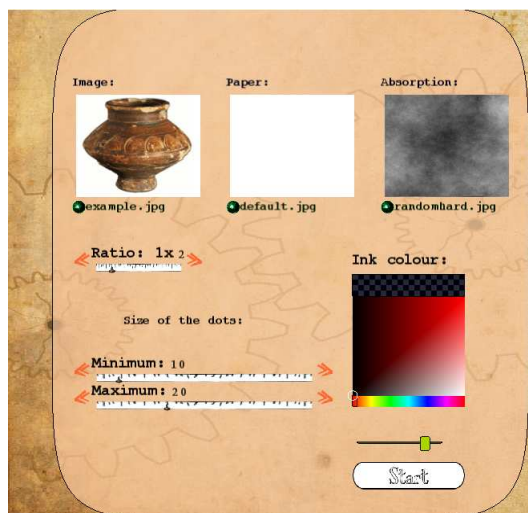 Image: Paper: Absorption:
example.jpg default.jpg randomhard.jpg
Ratio: 1x 2
Ink colour:
Size of the dots:
Minimum: 10
Maximum: 20
Start